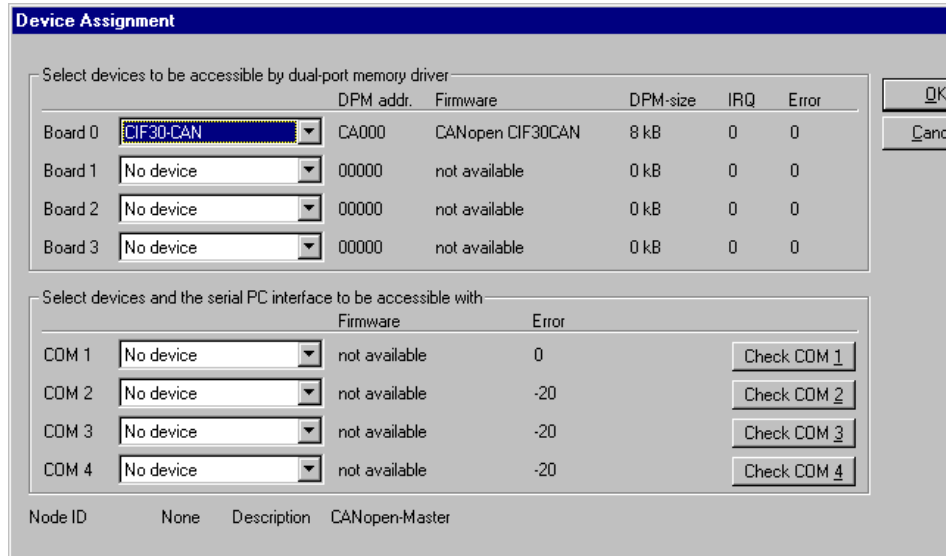 Device Assignment
Select devices to be accessible by dual-port memory driver
DPM addr. Firmware DPM-size IRQ Error
Board 0 CIF30-CAN CA000 CANopen CIF30CAN 8 kB 0 0
Board 1 No device 00000 not available 0 kB 0 0
Board 2 No device 00000 not available 0 kB 0 0
Board 3 No device 00000 not available 0 kB 0 0
OK
Canc
Select devices and the serial PC interface to be accessible with
Firmware Error
COM 1 No device not available 0 Check COM 1
COM 2 No device not available -20 Check COM 2
COM 3 No device not available -20 Check COM 3
COM 4 No device not available -20 Check COM 4
Node ID None Description CANopen-Master